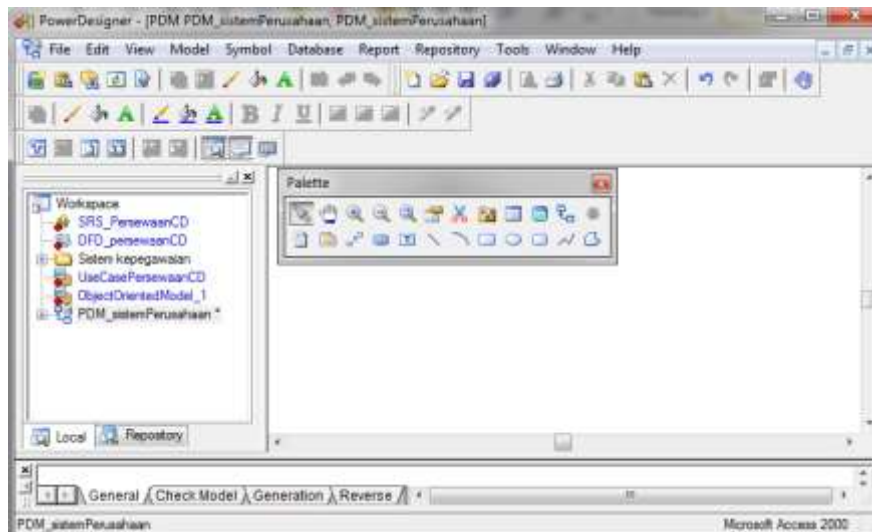 PowerDesigner - [PDM PDM_sistemPerusahaan, PDM_sistemPerusahaan]
File Edit View Model Symbol Database Report Repository Tools Window Help
Palette
Workspace
SRS_PersewaanCD
DFD_persewaanCD
Sistem kepegawaian
UseCasePersewaanCD
ObjectOrientedModel_1
PDM_sistemPerusahaan *
Local Repository
General Check Model Generation Reverse
PDM_sistemPerusahaan Microsoft Access 2000